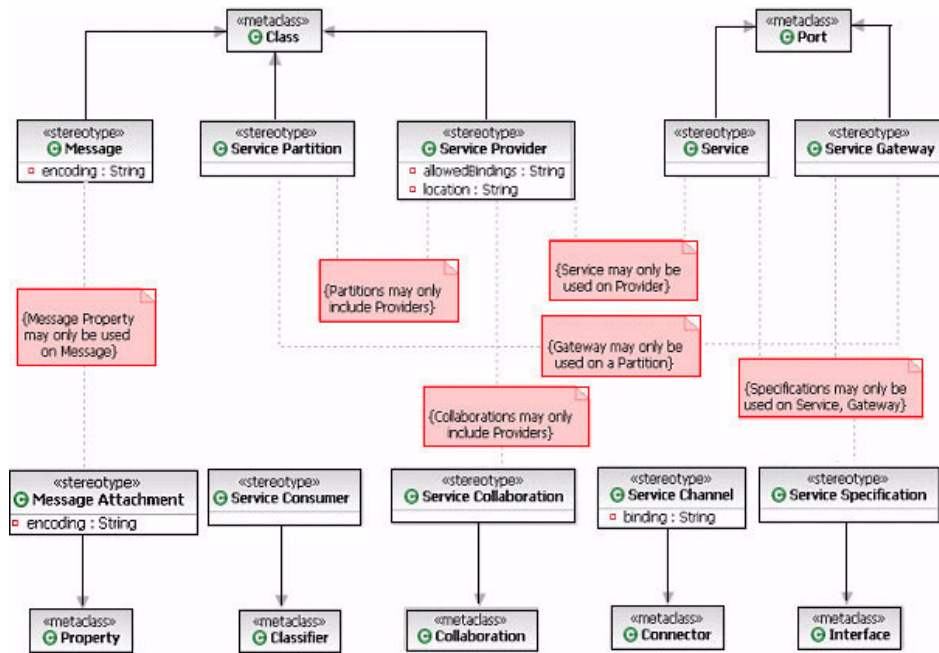 «metaclass»
Class
«metaclass»
Port
«stereotype»
Message
encoding : String
«stereotype»
Service Partition
«stereotype»
Service Provider
allowedBindings : String
location : String
«stereotype»
Service
«stereotype»
Service Gateway
{Message Property
may only be used
on Message}
{Partitions may only
include Providers}
{Service may only be
used on Provider}
{Gateway may only be
used on a Partition}
{Collaborations may only
include Providers}
{Specifications may only be
used on Service, Gateway}
«stereotype»
Message Attachment
encoding : String
«stereotype»
Service Consumer
«stereotype»
Service Collaboration
«stereotype»
Service Channel
binding : String
«stereotype»
Service Specification
«metaclass»
Property
«metaclass»
Classifier
«metaclass»
Collaboration
«metaclass»
Connector
«metaclass»
Interface